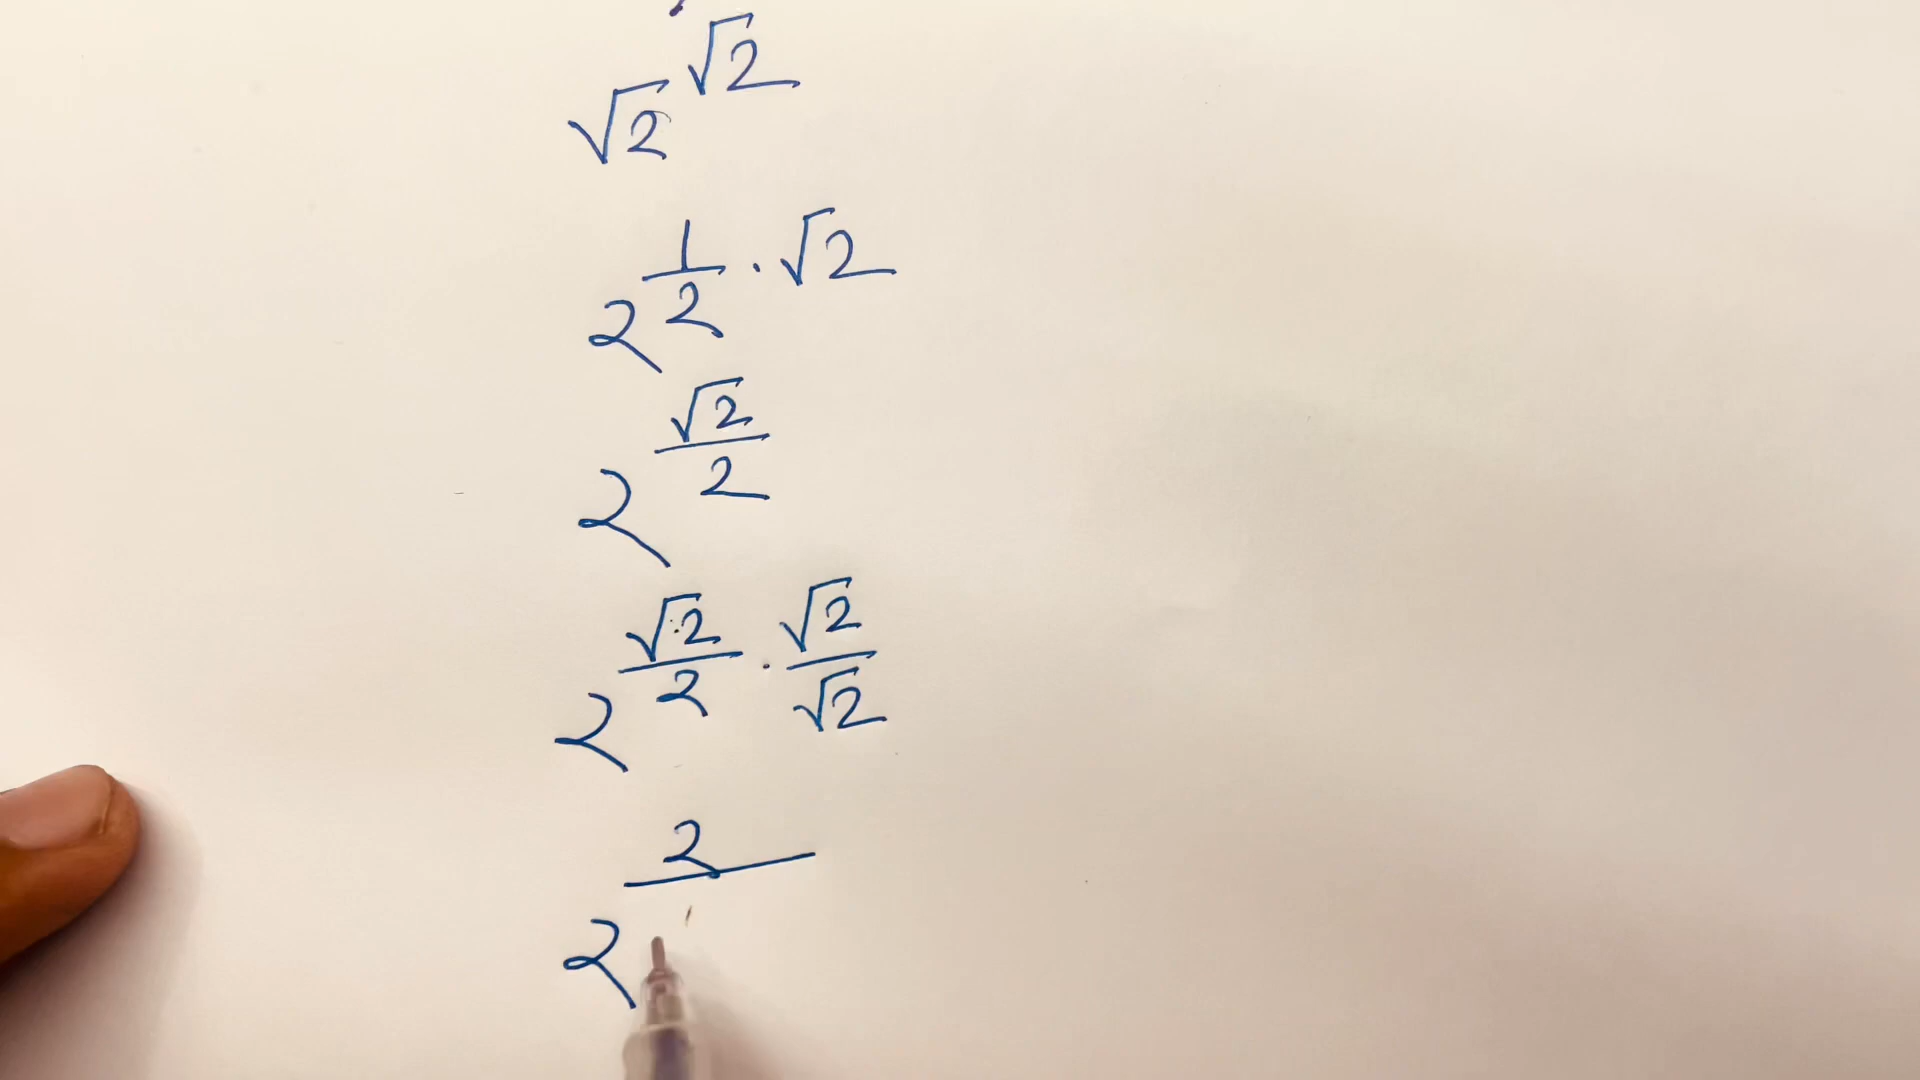 √2^√2
2^(1/2 · √2)
2^(√2/2)
2^(√2/2 · √2/√2)
2^(2/